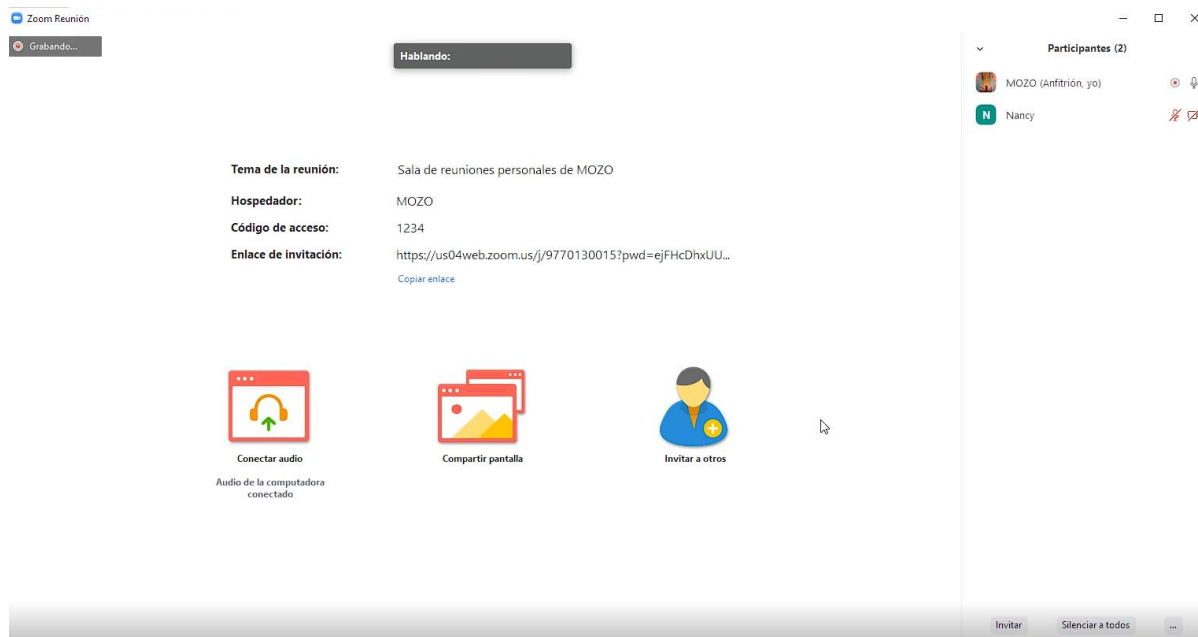 Zoom Reunión
Grabando...
Hablando:
Participantes (2)
MOZO (Anfitrión, yo)
N Nancy
Tema de la reunión: Sala de reuniones personales de MOZO
Hospedador: MOZO
Código de acceso: 1234
Enlace de invitación: https://us04web.zoom.us/j/9770130015?pwd=ejFHcDhxUU...
Copiar enlace
Conectar audio Compartir pantalla Invitar a otros
Audio de la computadora
conectado
Invitar Silenciar a todos ...